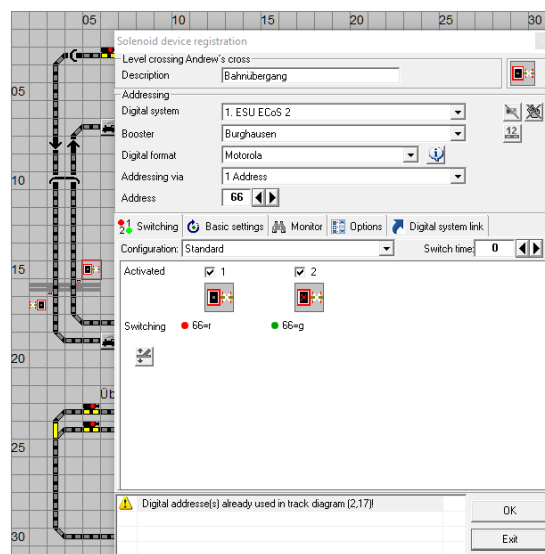 05 10 15 20 25 30
Solenoid device registration
Level crossing Andrew's cross
Description Bahnübergang
Addressing
05
Digital system 1. ESU ECoS 2
Booster Burghausen 12
Digital format Motorola
10
Addressing via 1 Address
Address 66
1 2 Switching Basic settings Monitor Options Digital system link
Configuration: Standard Switch time: 0
15
Activated 1 2
Switching 66=r 66=g
20
Üb
25
Digital addresse(s) already used in track diagram (2,17)!
OK
30
Exit